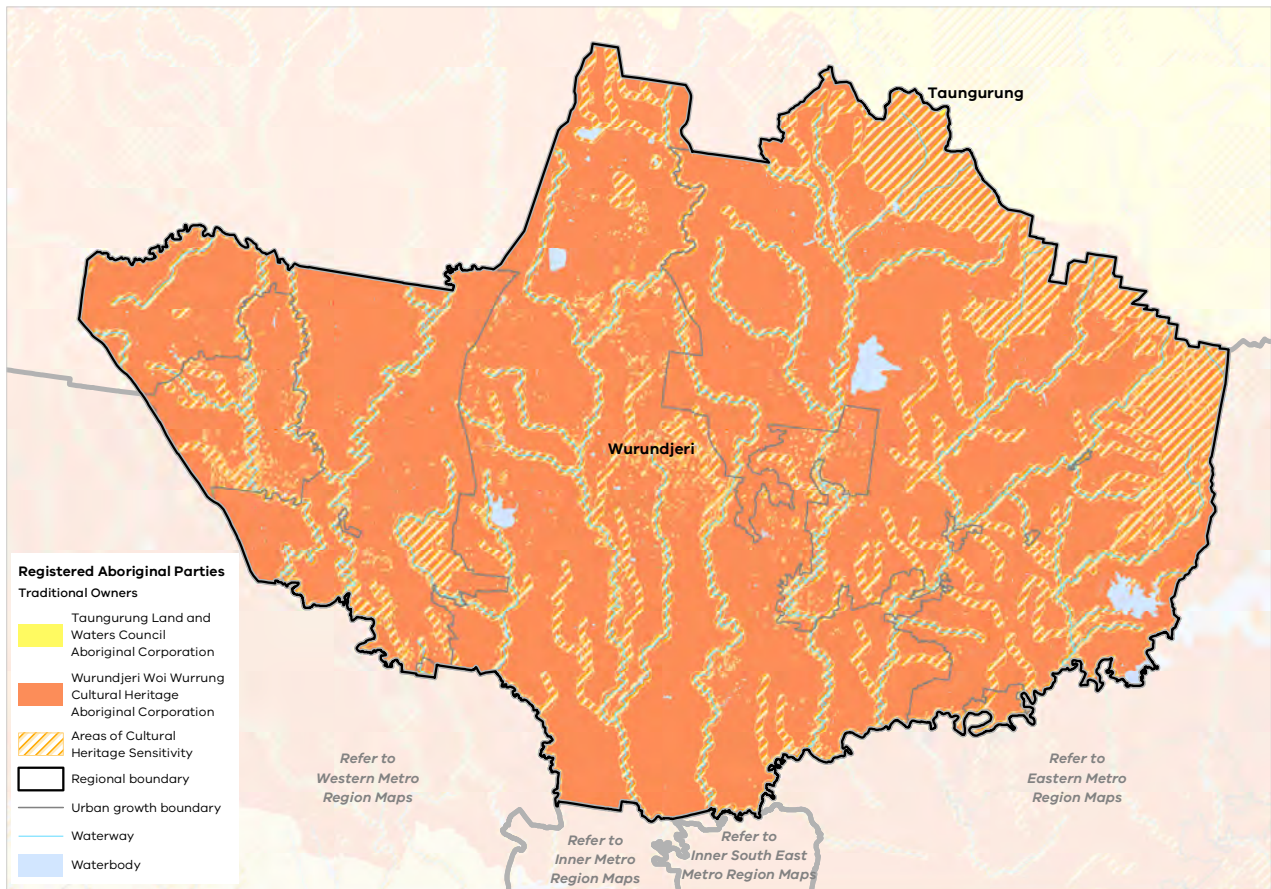 Taungurung
Wurundjeri
Registered Aboriginal Parties
Traditional Owners
Taungurung Land and
Waters Council
Aboriginal Corporation
Wurundjeri Woi Wurrung
Cultural Heritage
Aboriginal Corporation
Areas of Cultural
Heritage Sensitivity
Regional boundary
Urban growth boundary
Waterway
Waterbody
Refer to
Western Metro
Region Maps
Refer to
Inner Metro
Region Maps
Refer to
Inner South East
Metro Region Maps
Refer to
Eastern Metro
Region Maps